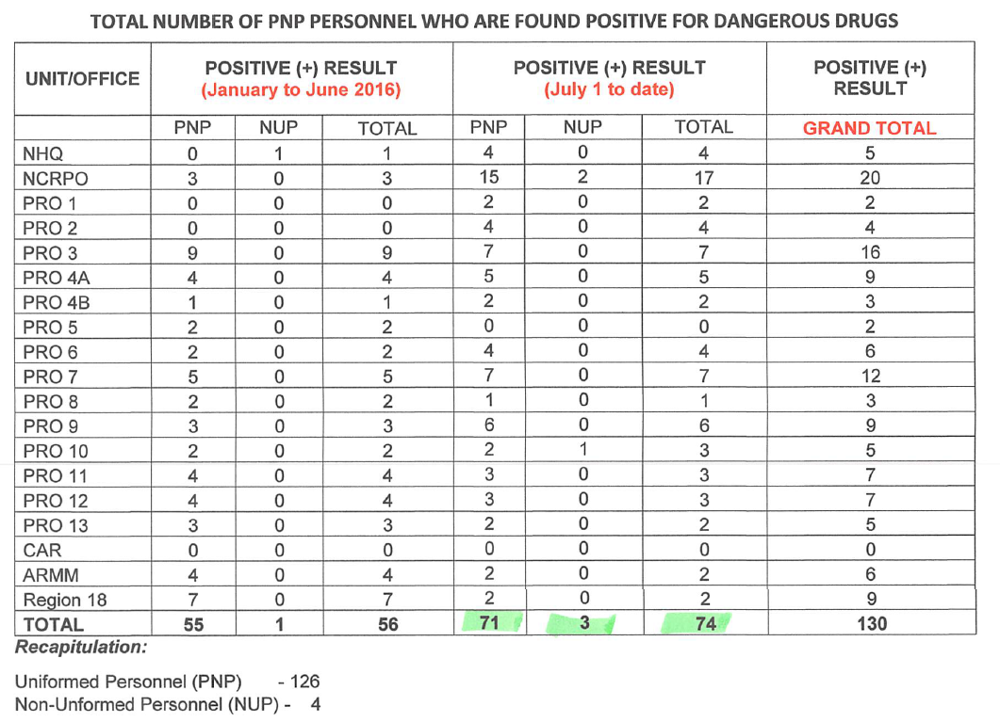 TOTAL NUMBER OF PNP PERSONNEL WHO ARE FOUND POSITIVE FOR DANGEROUS DRUGS
UNIT/OFFICE POSITIVE (+) RESULT (January to June 2016) POSITIVE (+) RESULT (July 1 to date) POSITIVE (+) RESULT
PNP NUP TOTAL PNP NUP TOTAL GRAND TOTAL
NHQ 0 1 1 4 0 4 5
NCRPO 3 0 3 15 2 17 20
PRO 1 0 0 0 2 0 2 2
PRO 2 0 0 0 4 0 4 4
PRO 3 9 0 9 7 0 7 16
PRO 4A 4 0 4 5 0 5 9
PRO 4B 1 0 1 2 0 2 3
PRO 5 2 0 2 0 0 0 2
PRO 6 2 0 2 4 0 4 6
PRO 7 5 0 5 7 0 7 12
PRO 8 2 0 2 1 0 1 3
PRO 9 3 0 3 6 0 6 9
PRO 10 2 0 2 2 1 3 5
PRO 11 4 0 4 3 0 3 7
PRO 12 4 0 4 3 0 3 7
PRO 13 3 0 3 2 0 2 5
CAR 0 0 0 0 0 0 0
ARMM 4 0 4 2 0 2 6
Region 18 7 0 7 2 0 2 9
TOTAL 55 1 56 71 3 74 130
Recapitulation:
Uniformed Personnel (PNP) - 126
Non-Unformed Personnel (NUP) - 4